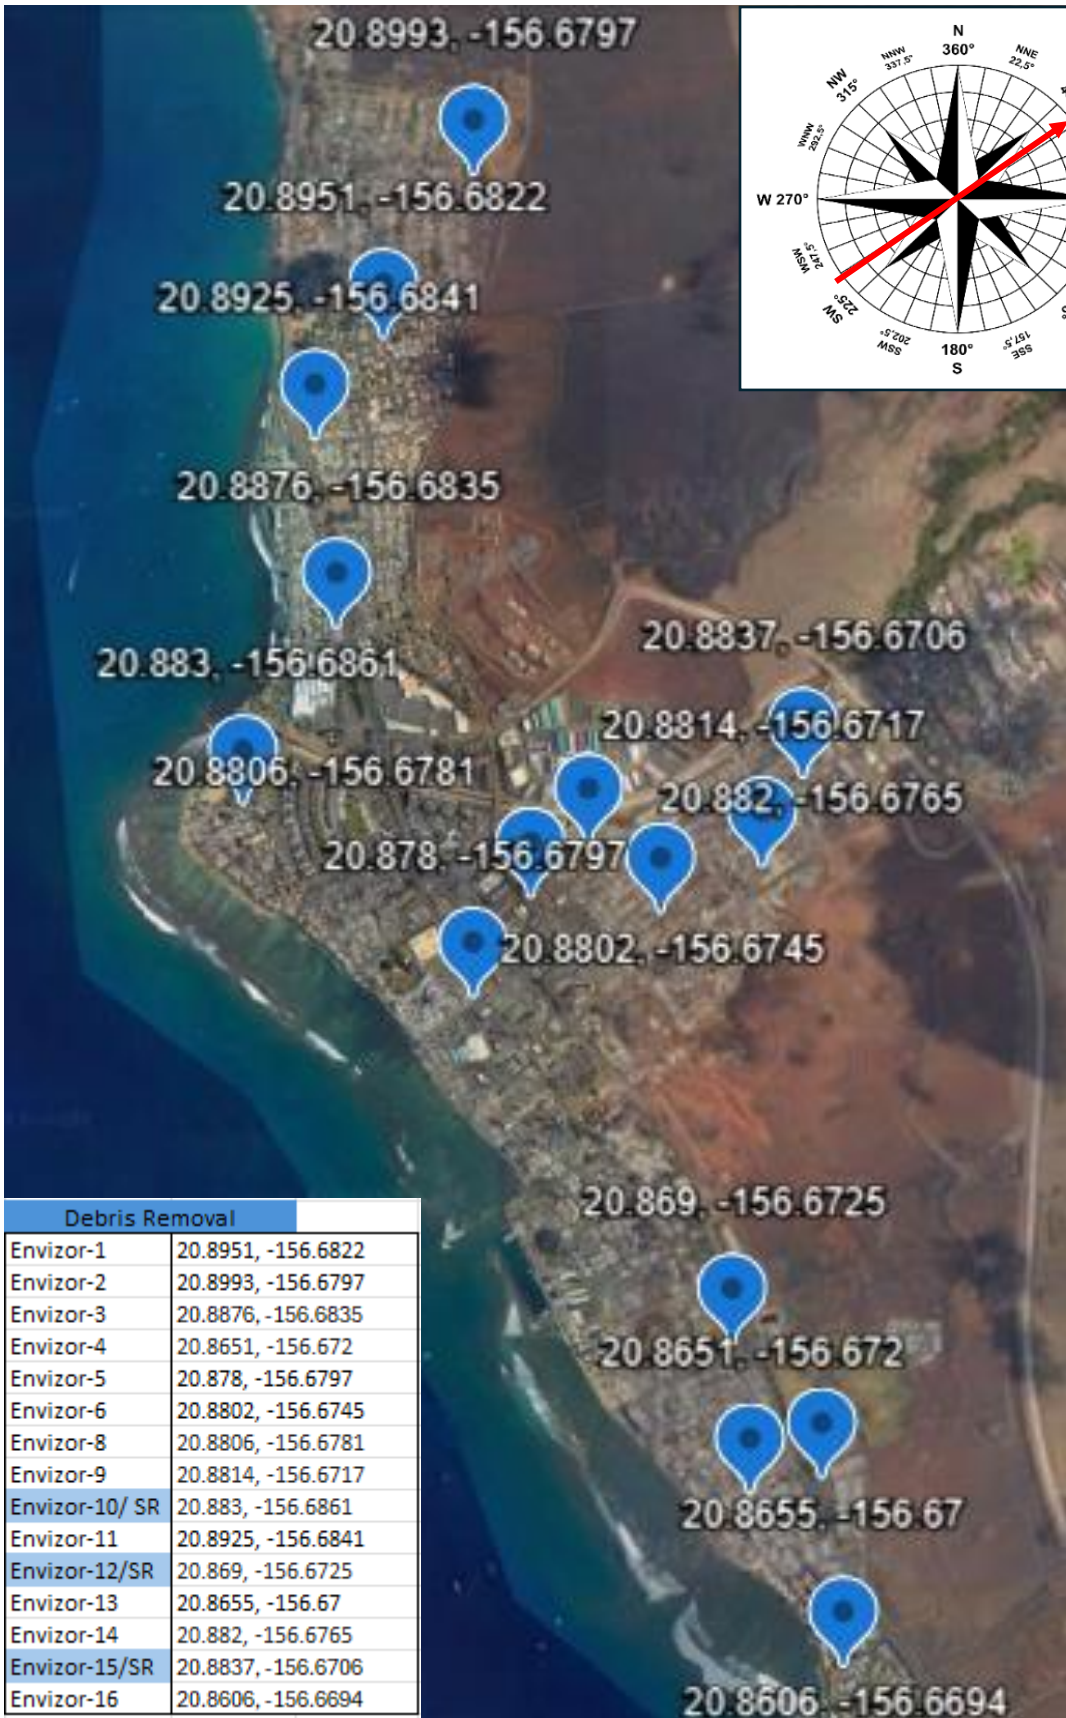 20.8993, -156.6797
20.8951, -156.6822
20.8925, -156.6841
20.8876, -156.6835
20.883, -156.6861
20.8837, -156.6706
20.8814, -156.6717
20.8806, -156.6781
20.882, -156.6765
20.878, -156.6797
20.8802, -156.6745
20.869, -156.6725
20.8651, -156.672
20.8655, -156.67
20.8606, -156.6694
N
360°
NNW
337,5°
NNE
22,5°
NW
315°
WNW
292,5°
W 270°
WSW
247,5°
SW
225°
SSW
202,5°
180°
S
SSE
157,5°
Debris Removal
Envizor-1 20.8951, -156.6822
Envizor-2 20.8993, -156.6797
Envizor-3 20.8876, -156.6835
Envizor-4 20.8651, -156.672
Envizor-5 20.878, -156.6797
Envizor-6 20.8802, -156.6745
Envizor-8 20.8806, -156.6781
Envizor-9 20.8814, -156.6717
Envizor-10/ SR 20.883, -156.6861
Envizor-11 20.8925, -156.6841
Envizor-12/SR 20.869, -156.6725
Envizor-13 20.8655, -156.67
Envizor-14 20.882, -156.6765
Envizor-15/SR 20.8837, -156.6706
Envizor-16 20.8606, -156.6694